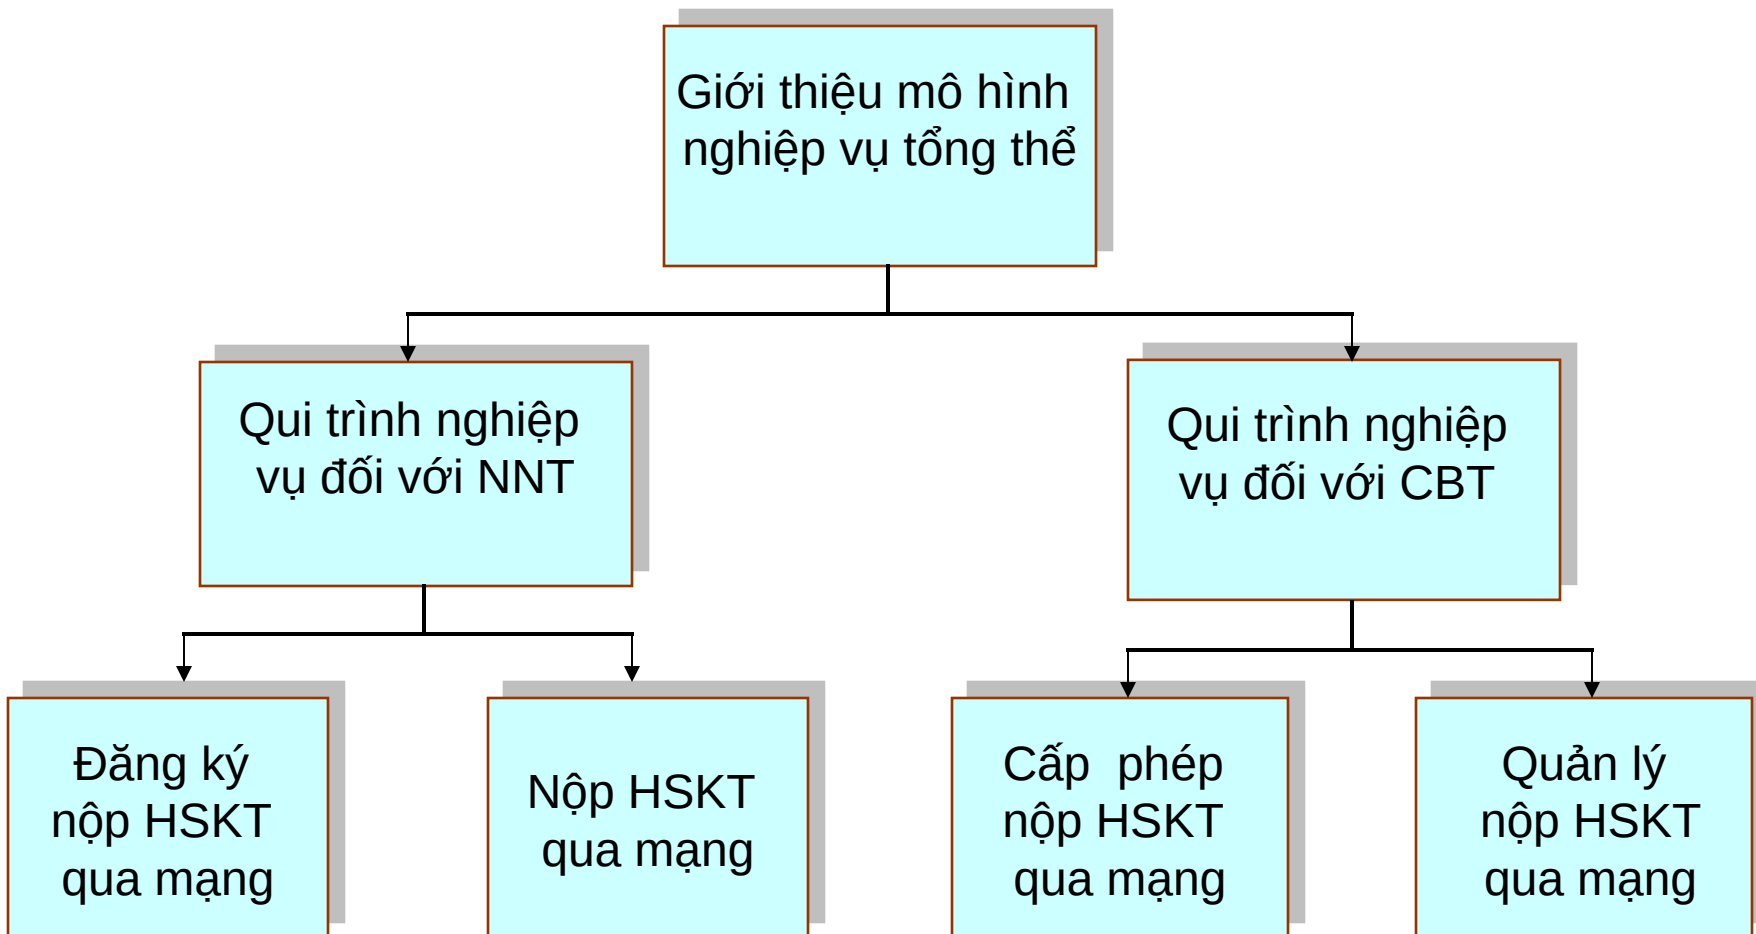 Giới thiệu mô hình
nghiệp vụ tổng thể
Qui trình nghiệp
vụ đối với NNT
Qui trình nghiệp
vụ đối với CBT
Đăng ký
nộp HSKT
qua mạng
Nộp HSKT
qua mạng
Cấp  phép
nộp HSKT
qua mạng
Quản lý
nộp HSKT
qua mạng